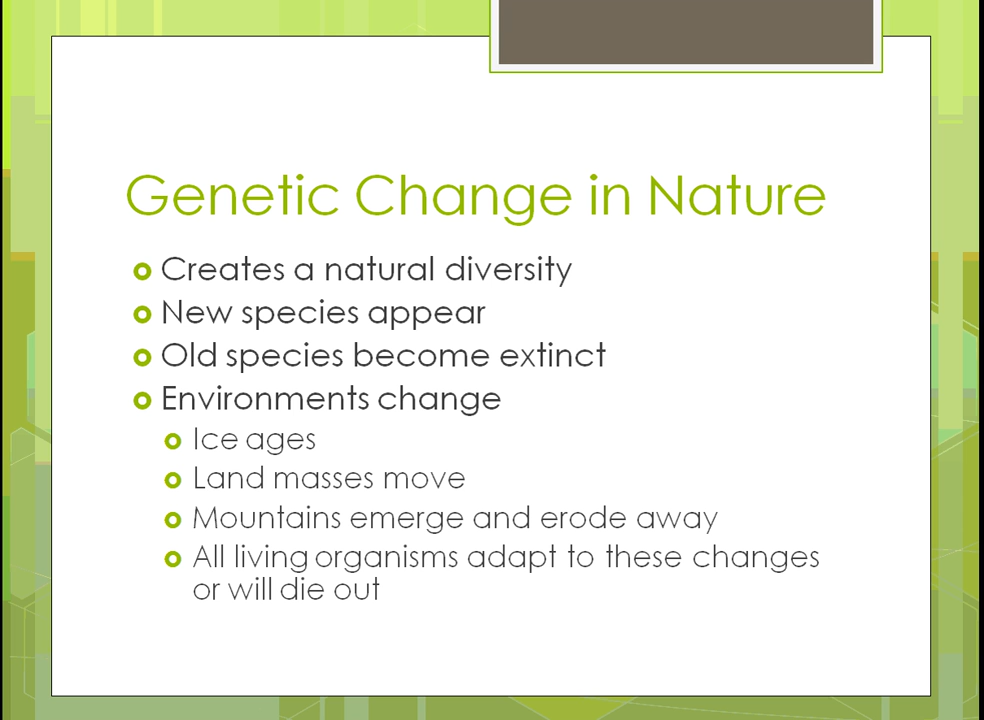 Genetic Change in Nature
Creates a natural diversity
New species appear
Old species become extinct
Environments change
Ice ages
Land masses move
Mountains emerge and erode away
All living organisms adapt to these changes
or will die out